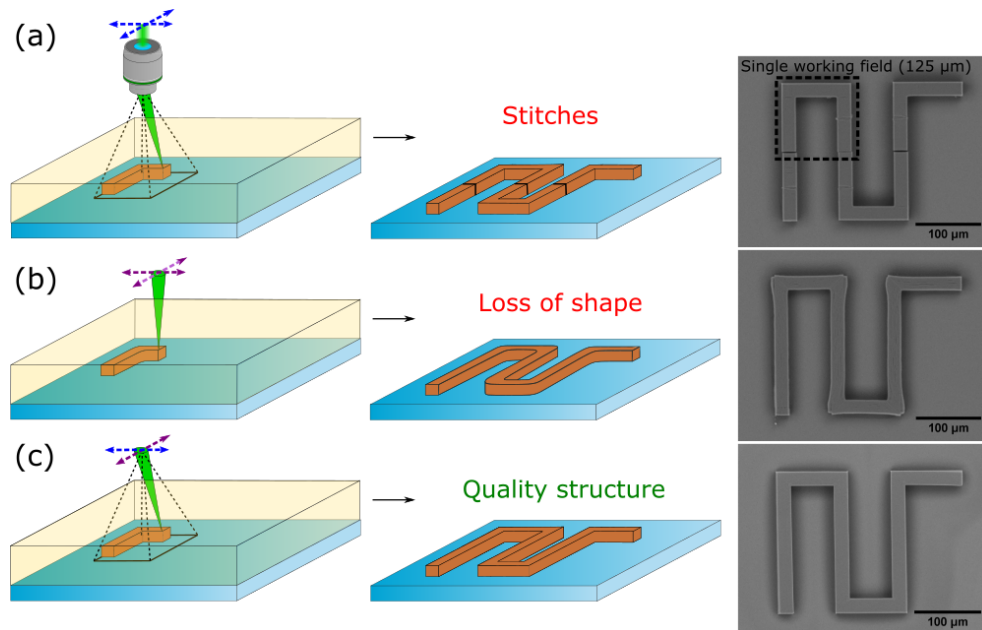 (a)
Stitches
Single working field (125 µm)
100 µm
(b)
Loss of shape
100 µm
(c)
Quality structure
100 µm